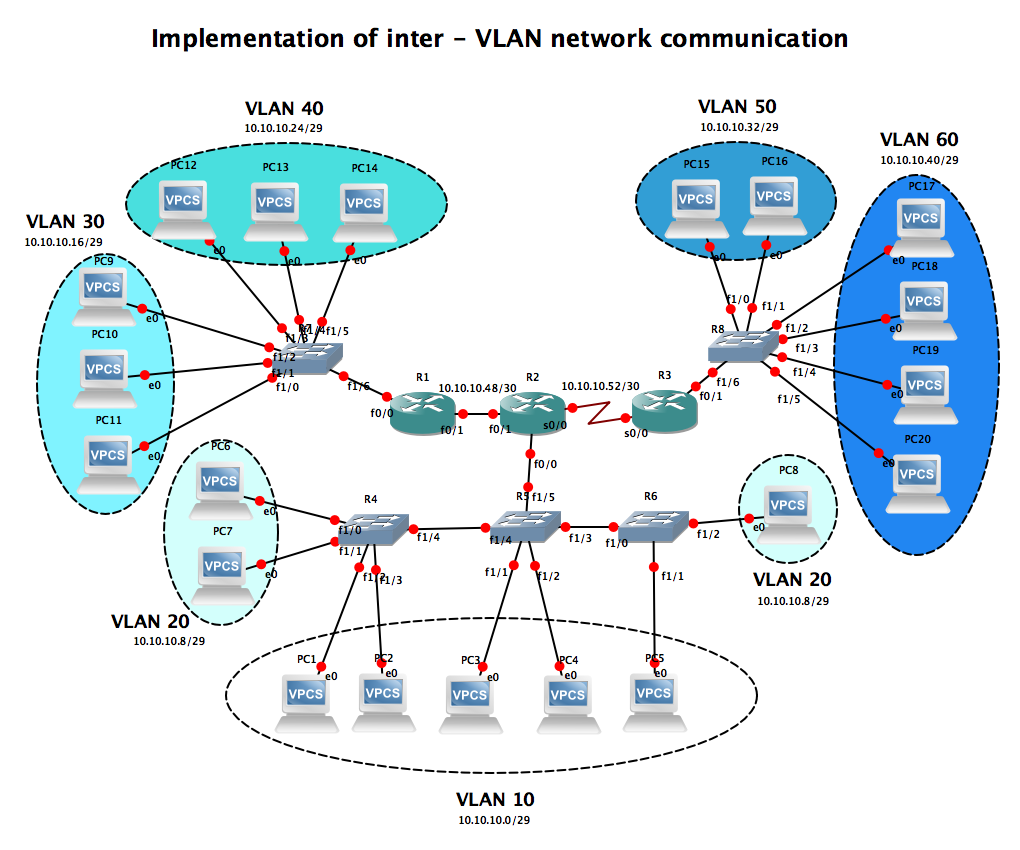 Implementation of inter - VLAN network communication
VLAN 40
10.10.10.24/29
PC12
PC13
PC14
VPCS
VPCS
VPCS
e0
e0
e0
VLAN 50
10.10.10.32/29
PC15
PC16
VPCS
VPCS
e0
e0
VLAN 60
10.10.10.40/29
PC17
VPCS
e0
PC18
VPCS
e0
PC19
VPCS
e0
PC20
VPCS
e0
VLAN 30
10.10.10.16/29
PC9
VPCS
e0
PC10
VPCS
e0
PC11
VPCS
e0
f1/4
f1/5
f1/3
f1/2
f1/1
f1/0
f1/6
R8
f1/0
f1/1
f1/2
f1/3
f1/4
f1/5
f1/6
R1
f0/0
f0/1
10.10.10.48/30
R2
f0/1
s0/0
f0/0
10.10.10.52/30
R3
f0/1
s0/0
PC6
VPCS
e0
PC7
VPCS
e0
VLAN 20
10.10.10.8/29
R4
f1/0
f1/1
f1/2
f1/3
f1/4
R5
f1/5
f1/4
f1/3
f1/1
f1/2
R6
f1/0
f1/2
f1/1
PC8
VPCS
e0
VLAN 20
10.10.10.8/29
PC1
e0
VPCS
PC2
e0
VPCS
PC3
e0
VPCS
PC4
e0
VPCS
PC5
e0
VPCS
VLAN 10
10.10.10.0/29